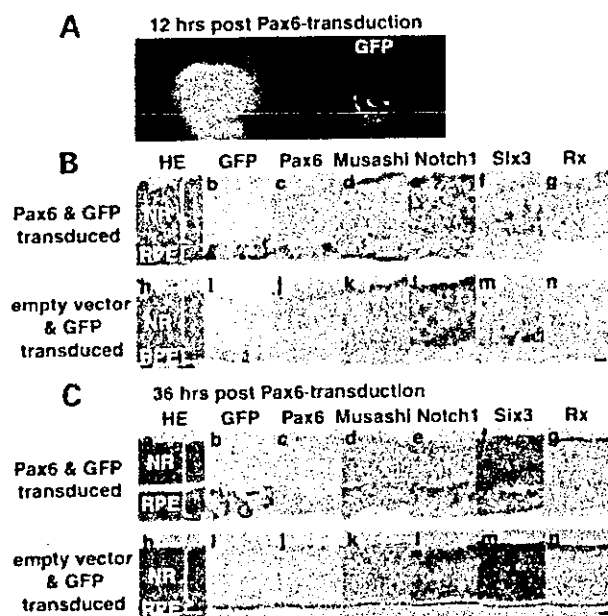 A
12 hrs post Pax6-transduction
GFP
B
HE GFP Pax6 Musashi Notch1 Six3 Rx
Pax6 & GFP
transduced
a b c d e f g
NR
RPE
empty vector
& GFP
transduced
h i j k l m n
NR
RPE
C
36 hrs post Pax6-transduction
HE GFP Pax6 Musashi Notch1 Six3 Rx
Pax6 & GFP
transduced
a b c d e g
NR
RPE
empty vector
& GFP
transduced
h i j k l m n
NR
RPE